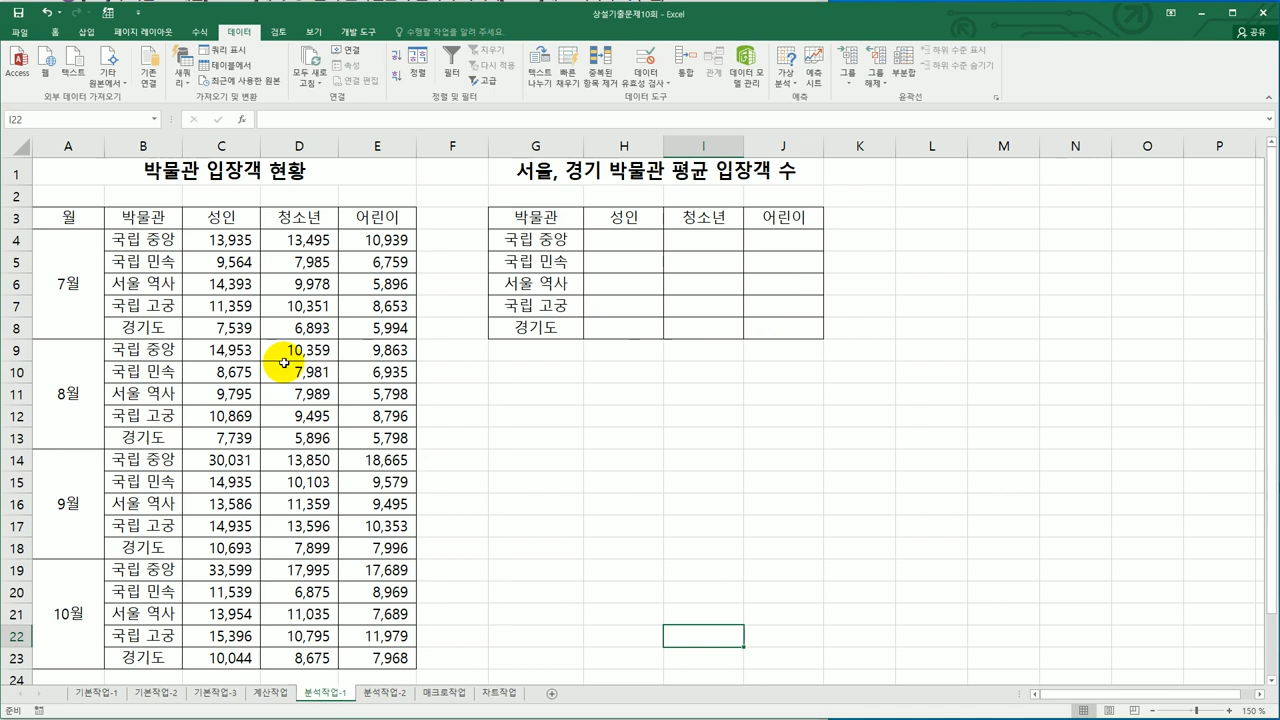 상설기출문제10회 - Excel
파일 홈 삽입 페이지 레이아웃 수식 데이터 검토 보기 개발 도구 수행할 작업을 알려 주세요. 공유
Access 웹 텍스트 기타 원본에서 기존 연결 새쿼리 쿼리 표시 테이블에서 최근에 사용한 원본 모두 새로 고침 연결 속성 연결 편집 정렬 필터 지우기 다시 적용 고급 텍스트 나누기 빠른 채우기 중복된 항목 제거 데이터 유효성 검사 통합 관계 데이터 모델 관리 가상 분석 예측 시트 그룹 그룹 해제 부분합 하위 수준 표시 하위 수준 숨기기
외부 데이터 가져오기 가져오기 및 변환 연결 정렬 및 필터 데이터 도구 예측 윤곽선
I22 fx
A B C D E F G H I J K L M N O P
1 박물관 입장객 현황 서울, 경기 박물관 평균 입장객 수
2
3 월 박물관 성인 청소년 어린이 박물관 성인 청소년 어린이
4 국립 중앙 13,935 13,495 10,939 국립 중앙
5 국립 민속 9,564 7,985 6,759 국립 민속
6 7월 서울 역사 14,393 9,978 5,896 서울 역사
7 국립 고궁 11,359 10,351 8,653 국립 고궁
8 경기도 7,539 6,893 5,994 경기도
9 국립 중앙 14,953 10,359 9,863
10 국립 민속 8,675 7,981 6,935
11 8월 서울 역사 9,795 7,989 5,798
12 국립 고궁 10,869 9,495 8,796
13 경기도 7,739 5,896 5,798
14 국립 중앙 30,031 13,850 18,665
15 국립 민속 14,935 10,103 9,579
16 9월 서울 역사 13,586 11,359 9,495
17 국립 고궁 14,935 13,596 10,353
18 경기도 10,693 7,899 7,996
19 국립 중앙 33,599 17,995 17,689
20 국립 민속 11,539 6,875 8,969
21 10월 서울 역사 13,954 11,035 7,689
22 국립 고궁 15,396 10,795 11,979
23 경기도 10,044 8,675 7,968
24
기본작업-1 기본작업-2 기본작업-3 계산작업 분석작업-1 분석작업-2 매크로작업 차트작업
준비 150 %